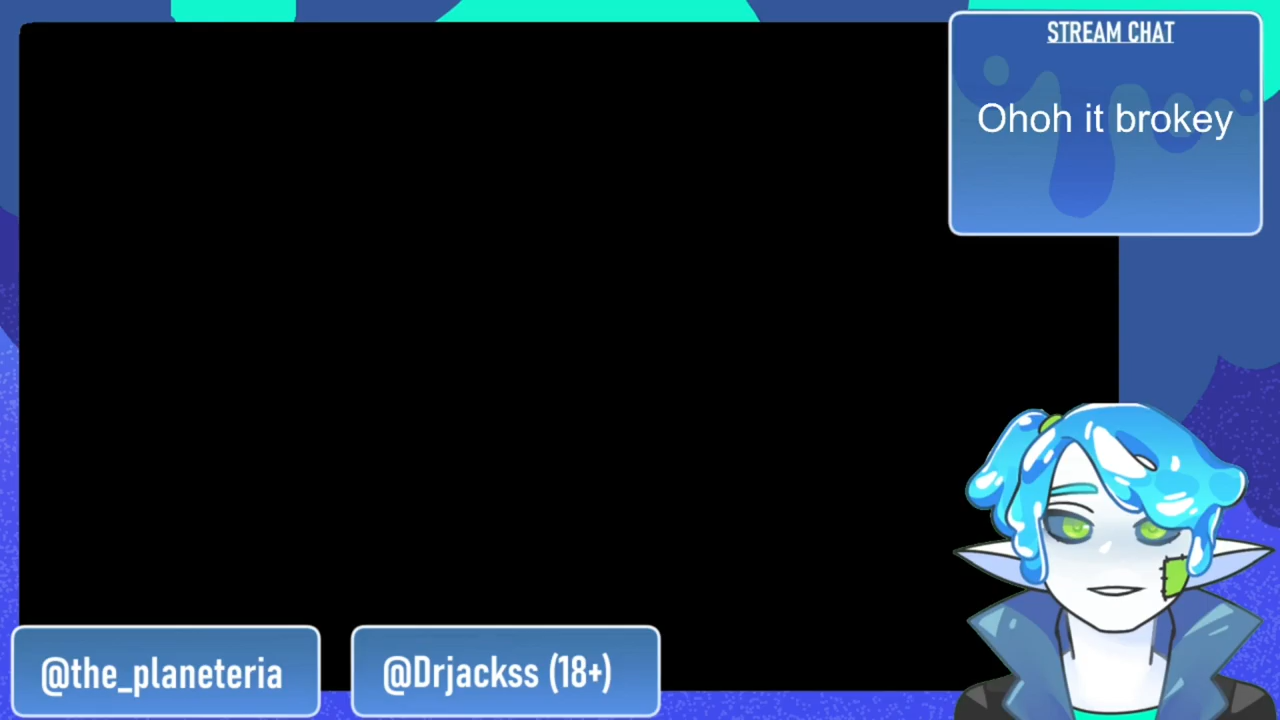 STREAM CHAT
Ohoh it brokey
@the_planeteria
@Drjackss (18+)